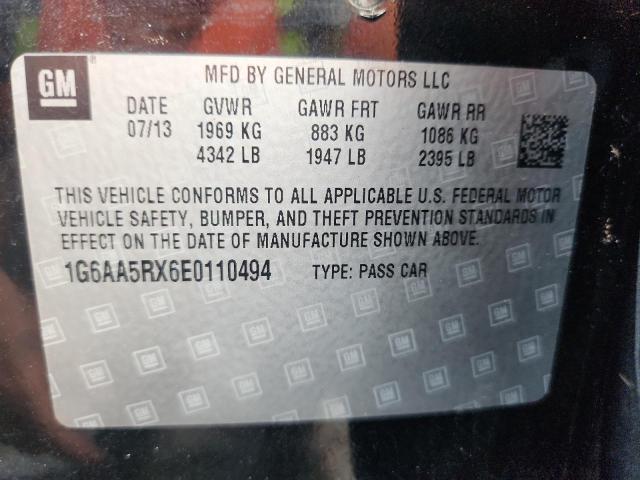 GM
MFD BY GENERAL MOTORS LLC
DATE GVWR GAWR FRT GAWR RR
07/13 1969 KG 883 KG 1086 KG
4342 LB 1947 LB 2395 LB
THIS VEHICLE CONFORMS TO ALL APPLICABLE U.S. FEDERAL MOTOR
VEHICLE SAFETY, BUMPER, AND THEFT PREVENTION STANDARDS IN
EFFECT ON THE DATE OF MANUFACTURE SHOWN ABOVE.
1G6AA5RX6E0110494 TYPE: PASS CAR